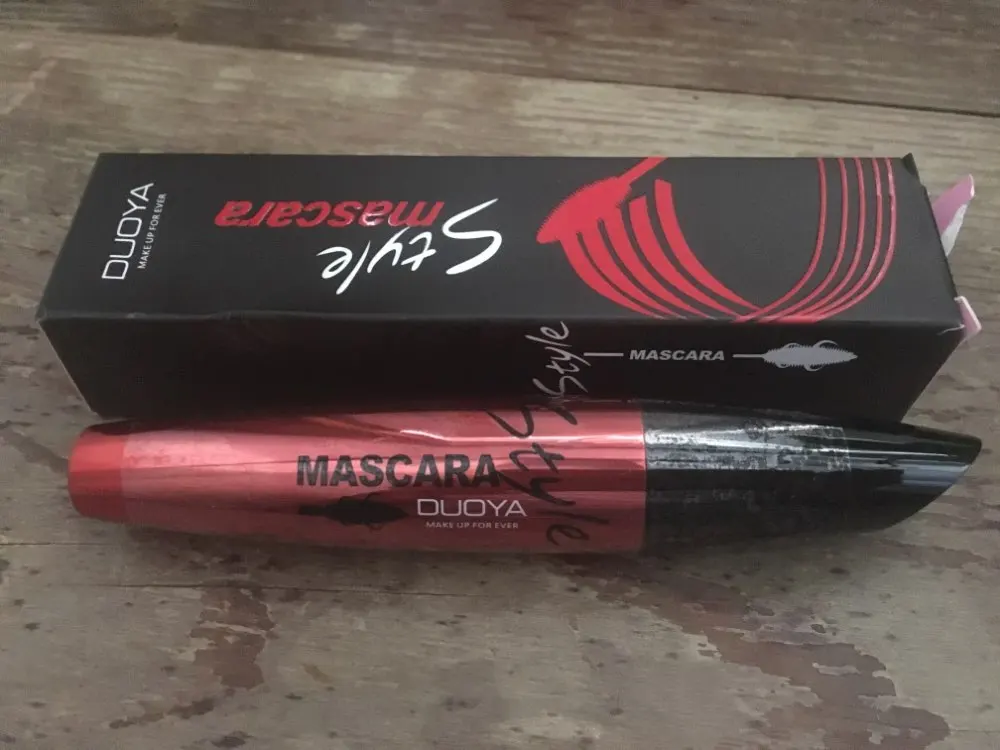 DUOYA
MAKE UP FOR EVER
Style
mascara
Style
MASCARA
MASCARA
Style
DUOYA
MAKE UP FOR EVER